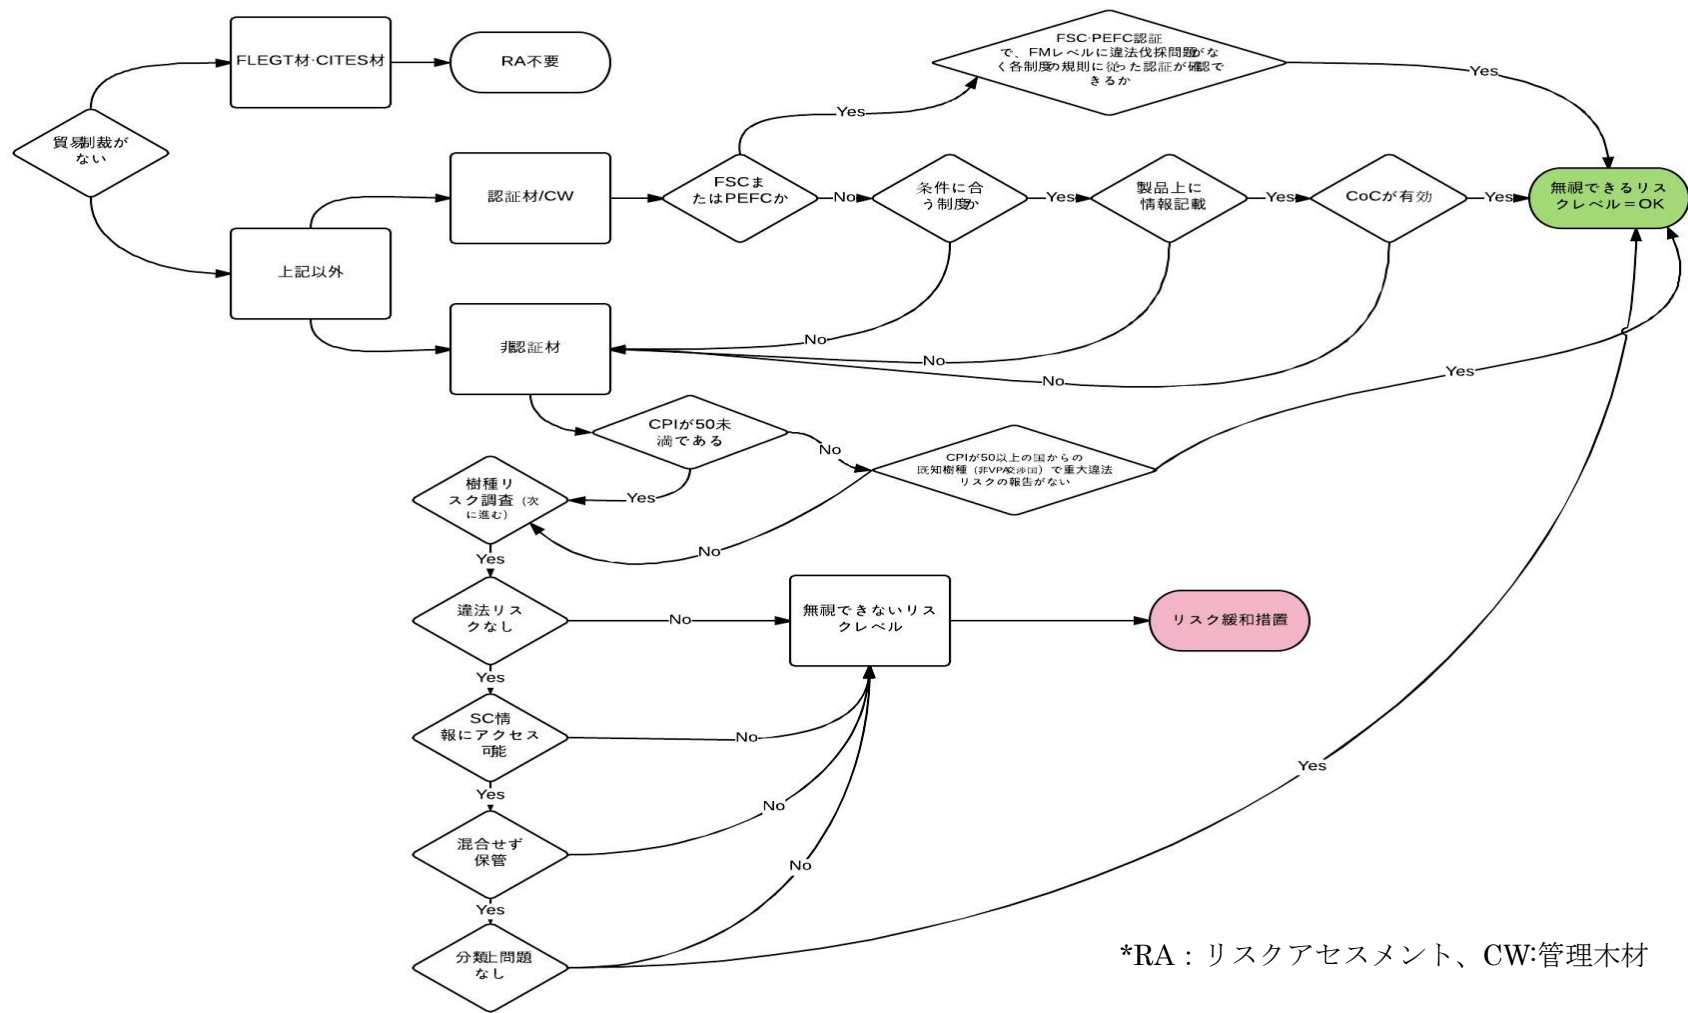 FSC·PEFC認証
で、FMレベルに違法伐採問題がな
く各制度の規則に従った認証が確認で
きるか
FLEGT材·CITES材
RA不要
Yes
Yes
貿易制裁が
ない
認証材/CW
FSCま
たはPEFCか
No
条件に合
う制度か
Yes
製品上に
情報記載
Yes
CoCが有効
Yes
無視できるリス
クレベル＝OK
上記以外
非認証材
No
No
No
Yes
CPIが50未
満である
No
CPIが50以上の国からの
既知樹種（非VPA交渉国）で重大違法
リスクの報告がない
樹種リ
スク調査（次
に進む）
Yes
No
Yes
違法リス
クなし
No
無視できないリス
クレベル
リスク緩和措置
Yes
SC情
報にアクセス
可能
No
Yes
Yes
混合せず
保管
No
No
Yes
分類上問題
なし
*RA：リスクアセスメント、CW:管理木材